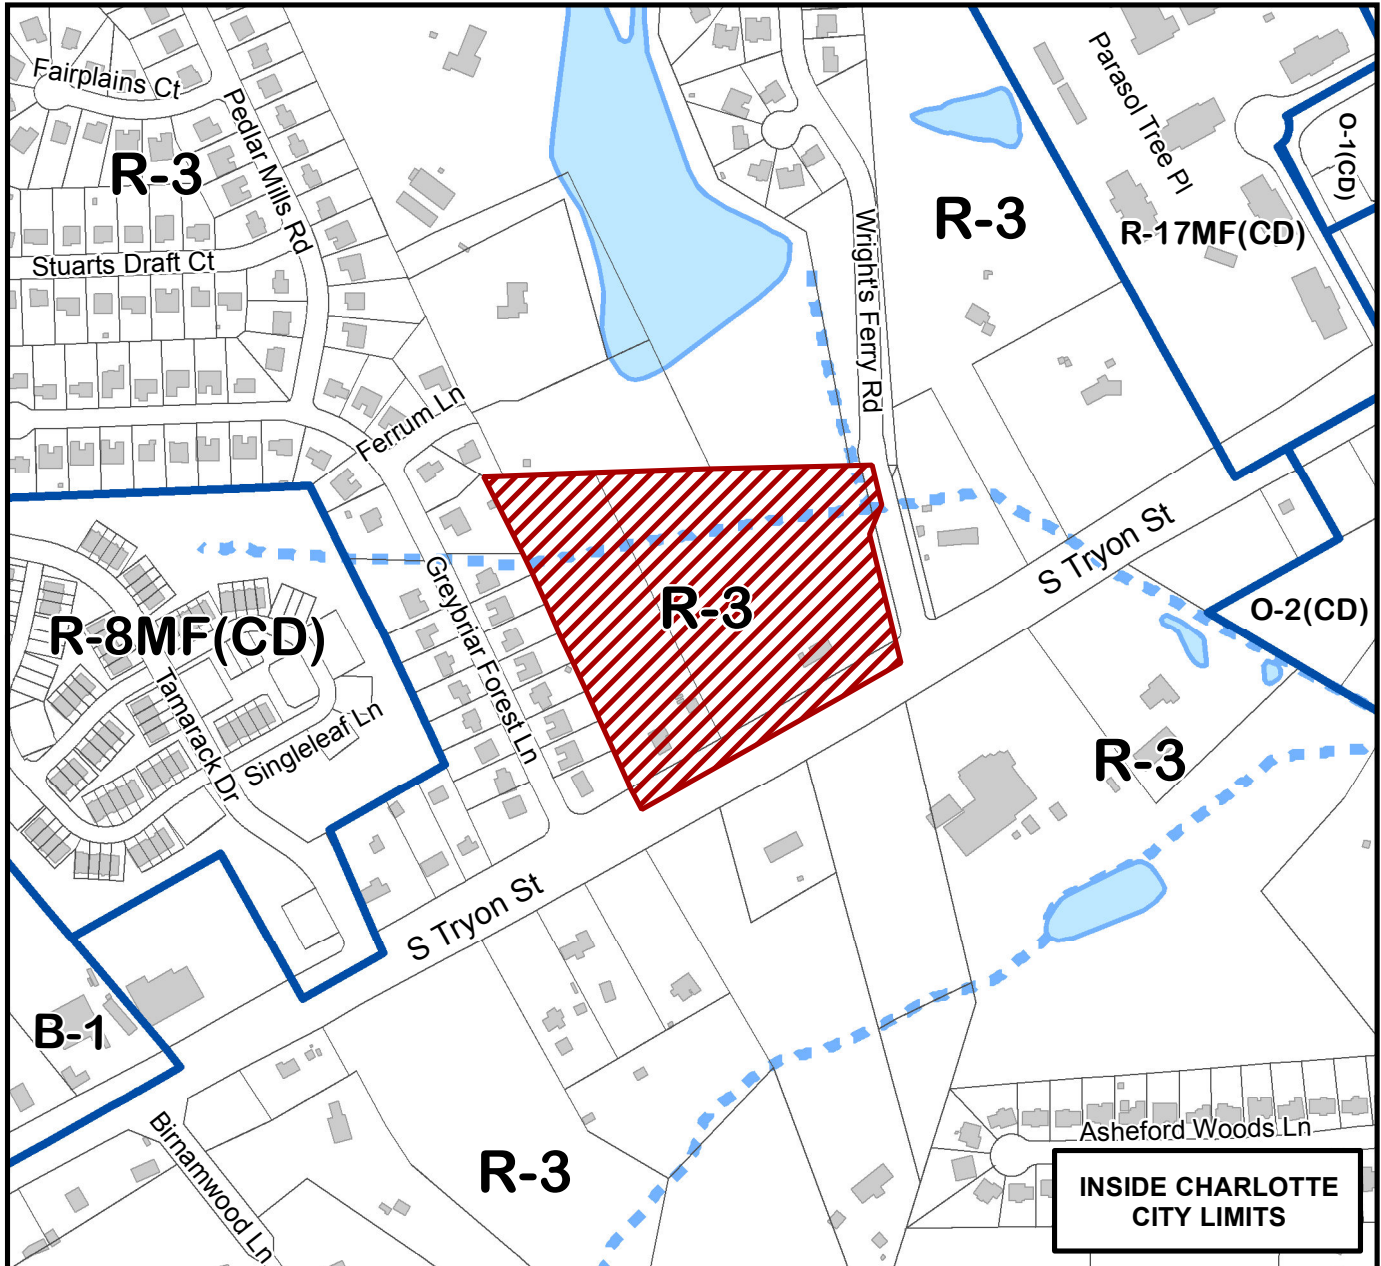 Fairplains Ct
Pedlar Mills Rd
R-3
Stuarts Draft Ct
Ferrum Ln
Wright's Ferry Rd
R-3
Parasol Tree Pl
O-1(CD)
R-17MF(CD)
S Tryon St
O-2(CD)
R-3
Greybriar Forest Ln
R-8MF(CD)
Tamarack Dr
Singleleaf Ln
R-3
S Tryon St
B-1
Birnamwood Ln
R-3
Asheford Woods Ln
INSIDE CHARLOTTE
CITY LIMITS